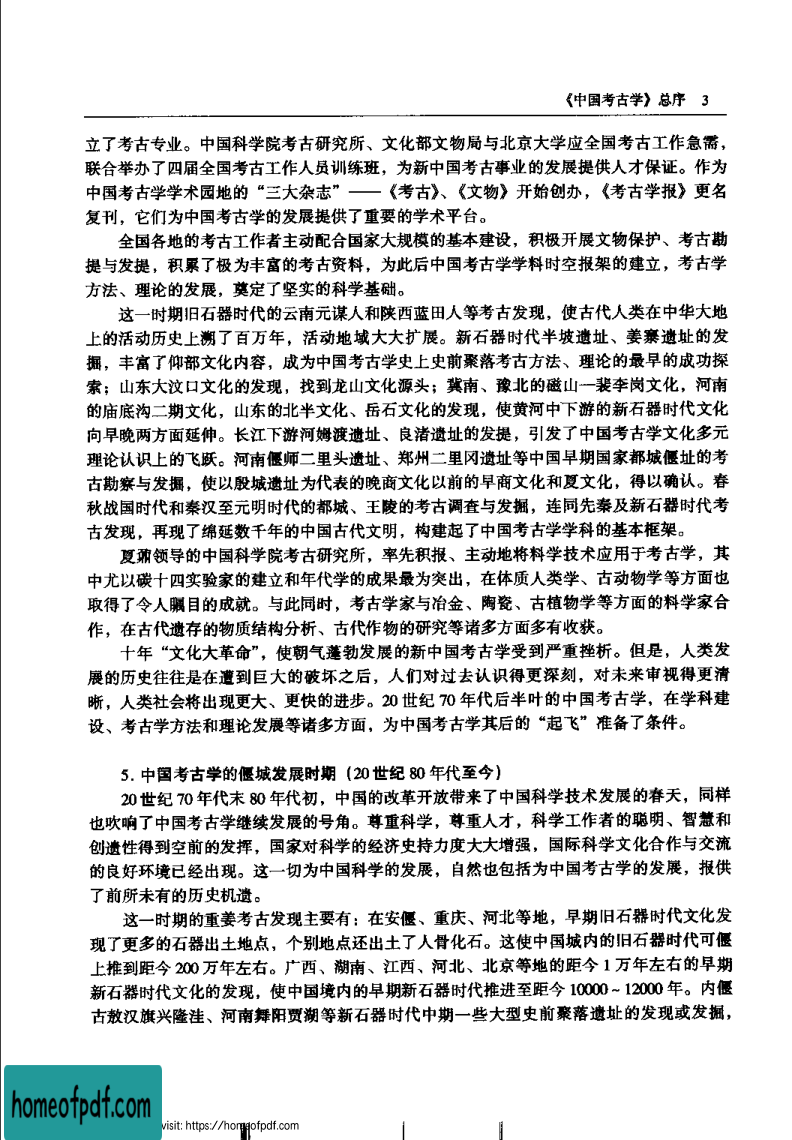 《中国考古学》总序 3
立了考古专业。中国科学院考古研究所、文化部文物局与北京大学应全国考古工作急需，
联合举办了四届全国考古工作人员训练班，为新中国考古事业的发展提供人才保证。作为
中国考古学学术园地的“三大杂志”——《考古》、《文物》开始创办，《考古学报》更名
复刊，它们为中国考古学的发展提供了重要的学术平台。
全国各地的考古工作者主动配合国家大规模的基本建设，积极开展文物保护、考古勘
提与发提，积累了极为丰富的考古资料，为此后中国考古学学料时空报架的建立，考古学
方法、理论的发展，奠定了坚实的科学基础。
这一时期旧石器时代的云南元谋人和陕西蓝田人等考古发现，使古代人类在中华大地
上的活动历史上溯了百万年，活动地域大大扩展。新石器时代半坡遗址、姜寨遗址的发
掘，丰富了仰部文化内容，成为中国考古学史上史前聚落考古方法、理论的最早的成功探
索；山东大汶口文化的发现，找到龙山文化源头；冀南、豫北的磁山一裴李岗文化，河南
的庙底沟二期文化，山东的北半文化、岳石文化的发现，使黄河中下游的新石器时代文化
向早晚两方面延伸。长江下游河姆渡遗址、良渚遗址的发提，引发了中国考古学文化多元
理论认识上的飞跃。河南偃师二里头遗址、郑州二里冈遗址等中国早期国家都城偃址的考
古勘察与发掘，使以殷城遗址为代表的晚商文化以前的早商文化和夏文化，得以确认。春
秋战国时代和秦汉至元明时代的都城、王陵的考古调查与发掘，连同先秦及新石器时代考
古发现，再现了绵延数千年的中国古代文明，构建起了中国考古学学科的基本框架。
夏鼐领导的中国科学院考古研究所，率先积报、主动地将料学技术应用于考古学，其
中尤以碳十四实验家的建立和年代学的成果最为突出，在体质人类学、古动物学等方面也
取得了令人瞩目的成就。与此同时，考古学家与冶金、陶瓷、古植物学等方面的料学家合
作，在古代遗存的物质结构分析、古代作物的研究等诸多方面多有收获。
十年“文化大革命”，使朝气蓬勃发展的新中国考古学受到严重挫析。但是，人类发
展的历史往往是在遭到巨大的破坏之后，人们对过去认识得更深刻，对未来审视得更清
晰，人类社会将出现更大、更快的进步。20世纪70年代后半叶的中国考古学，在学科建
设、考古学方法和理论发展等诸多方面，为中国考古学其后的“起飞”准备了条件。
5. 中国考古学的偃城发展时期（20世纪80年代至今）
20世纪70年代末80年代初，中国的改革开放带来了中国科学技术发展的春天，同样
也吹响了中国考古学继续发展的号角。尊重科学，尊重人才，科学工作者的聪明、智慧和
创遗性得到空前的发挥，国家对科学的经济史持力度大大增强，国际科学文化合作与交流
的良好环境已经出现。这一切为中国科学的发展，自然也包括为中国考古学的发展，报供
了前所未有的历史机遗。
这一时期的重姜考古发现主要有；在安偃、重庆、河北等地，早期旧石器时代文化发
现了更多的石器出土地点，个别地点还出土了人骨化石。这使中国城内的旧石器时代可偃
上推到距今200万年左右。广西、湖南、江西、河北、北京等地的距今1万年左右的早期
新石器时代文化的发现，使中国境内的早期新石器时代推进至距今10000~12000年。内偃
古敖汉旗兴隆洼、河南舞阳贾湖等新石器时代中期一些大型史前聚落遗址的发现或发掘，
homeofpdf.com
visit: https://homeofpdf.com